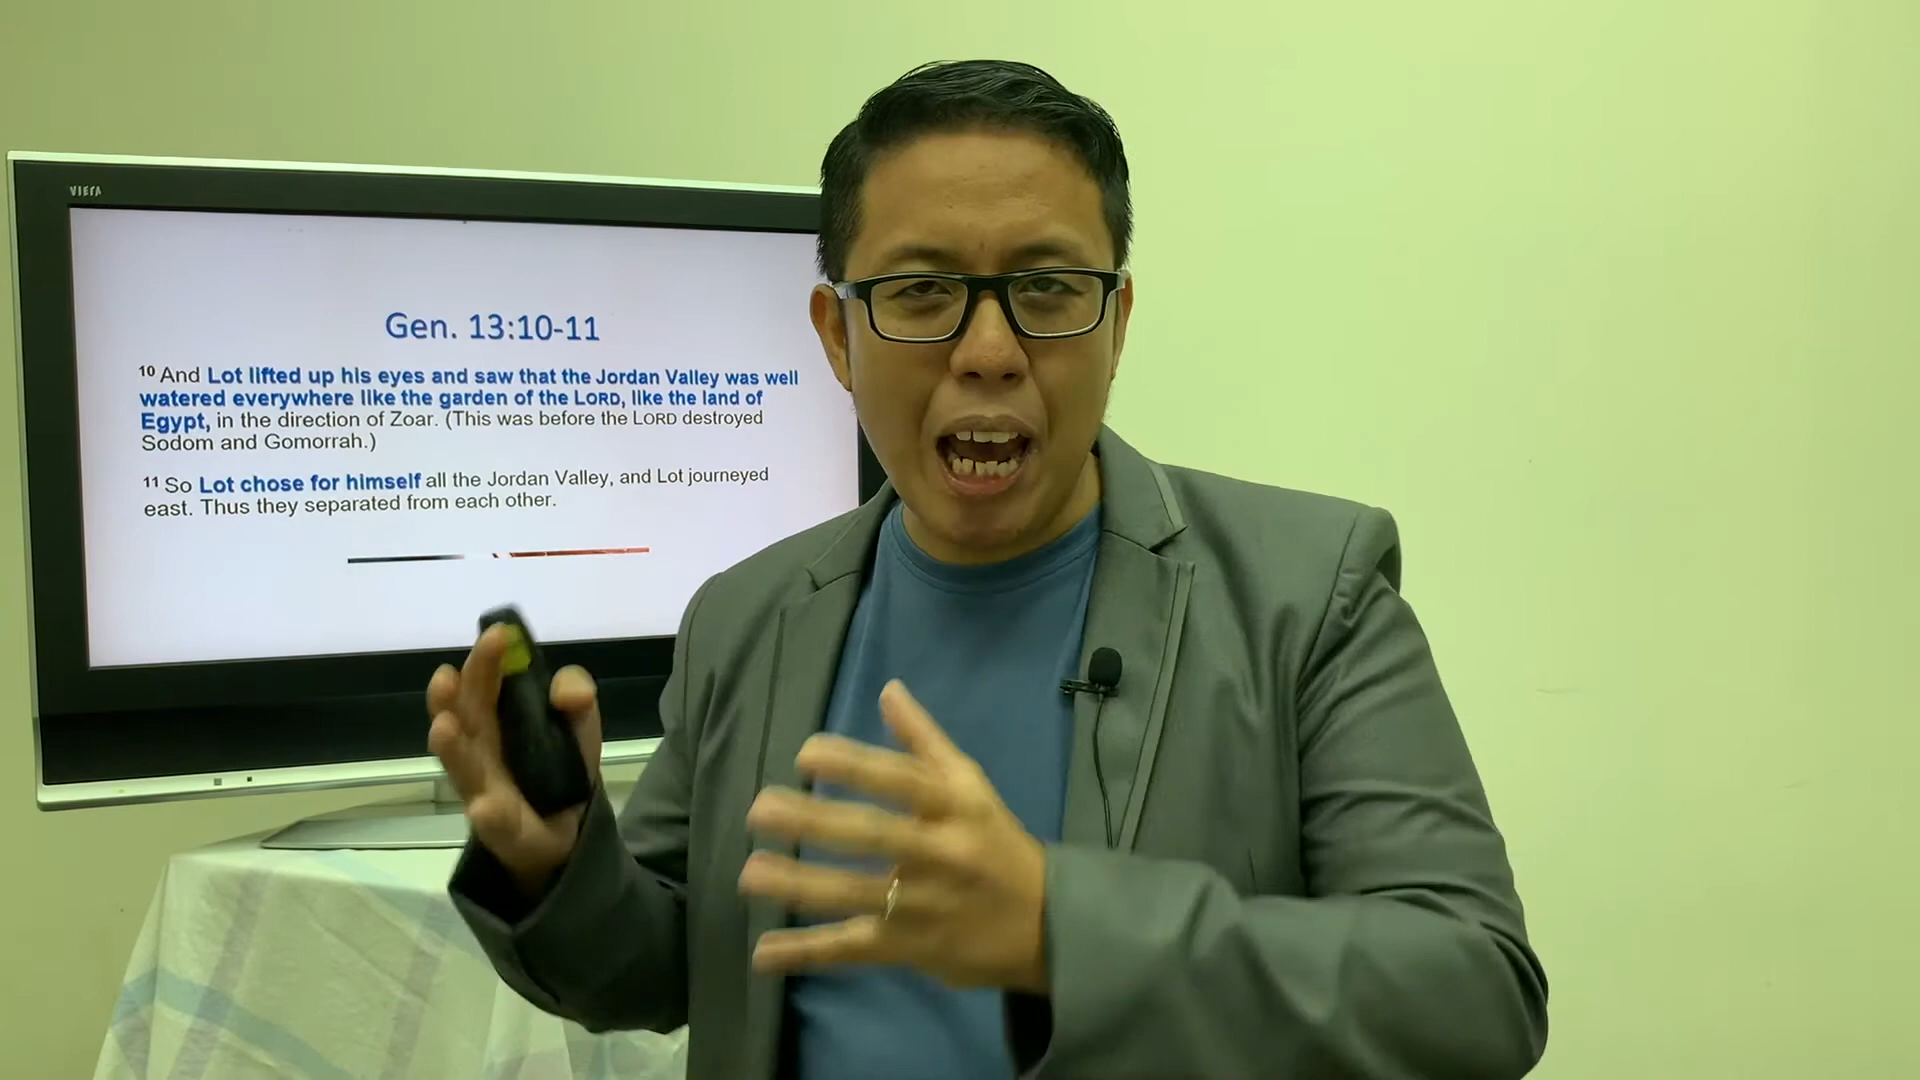 VIErA
Gen. 13:10-11
10 And Lot lifted up his eyes and saw that the Jordan Valley was well
watered everywhere like the garden of the LORD, like the land of
Egypt, in the direction of Zoar. (This was before the LORD destroyed
Sodom and Gomorrah.)
11 So Lot chose for himself all the Jordan Valley, and Lot journeyed
east. Thus they separated from each other.